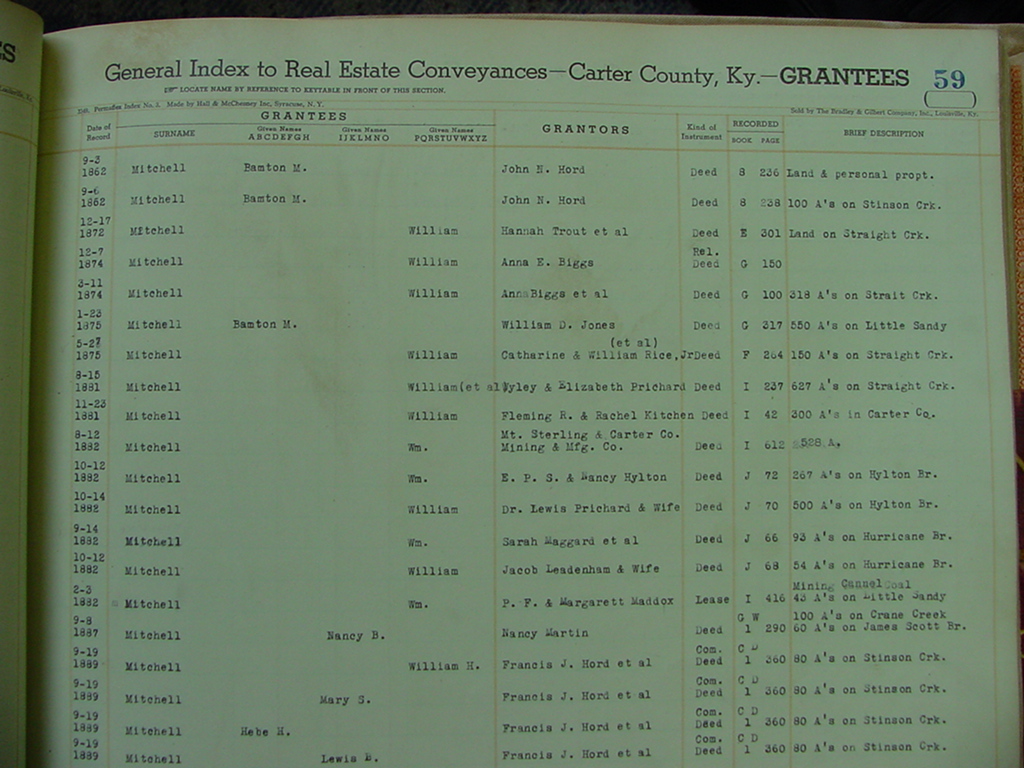 ES
General Index to Real Estate Conveyances—Carter County, Ky.—GRANTEES 59
LOCATE NAME BY REFERENCE TO KEYTABLE IN FRONT OF THIS SECTION.
Permaflex Index No. 3. Made by Hall & McChesney Inc, Syracuse, N. Y. Sold by The Bradley & Gilbert Company, Inc., Louisville, Ky.
GRANTEES
Date of Record SURNAME Given Names ABCDEFGH Given Names IJKLMNO Given Names PQRSTUVWXYZ GRANTORS Kind of Instrument RECORDED BOOK PAGE BRIEF DESCRIPTION
9-3
1862 Mitchell Bamton M. John N. Hord Deed 8 236 Land & personal propt.
9-6
1862 Mitchell Bamton M. John N. Hord Deed 8 238 100 A's on Stinson Crk.
12-17
1872 Mitchell William Hannah Trout et al Deed E 301 Land on Straight Crk.
12-7 Rel.
1874 Mitchell William Anna E. Biggs Deed G 150
3-11
1874 Mitchell William Anna Biggs et al Deed G 100 318 A's on Strait Crk.
1-23
1875 Mitchell Bamton M. William D. Jones Deed G 317 550 A's on Little Sandy
5-27 (et al)
1875 Mitchell William Catharine & William Rice, Jr Deed F 264 150 A's on Straight Crk.
8-15
1881 Mitchell William(et al) Wyley & Elizabeth Prichard Deed I 237 627 A's on Straight Crk.
11-23
1881 Mitchell William Fleming R. & Rachel Kitchen Deed I 42 300 A's in Carter Co.
8-12 Mt. Sterling & Carter Co.
1882 Mitchell Wm. Mining & Mfg. Co. Deed I 612 528 A.
10-12
1882 Mitchell Wm. E. P. S. & Nancy Hylton Deed J 72 267 A's on Hylton Br.
10-14
1882 Mitchell William Dr. Lewis Prichard & Wife Deed J 70 500 A's on Hylton Br.
9-14
1882 Mitchell Wm. Sarah Maggard et al Deed J 66 93 A's on Hurricane Br.
10-12
1882 Mitchell William Jacob Leadenham & Wife Deed J 68 54 A's on Hurricane Br.
2-3 Mining Cannel Coal
1882 Mitchell Wm. P. F. & Margarett Maddox Lease I 416 43 A's on Little Sandy
9-8 G W 100 A's on Crane Creek
1887 Mitchell Nancy B. Nancy Martin Deed 1 290 60 A's on James Scott Br.
9-19 Com. C D
1889 Mitchell William H. Francis J. Hord et al Deed 1 360 80 A's on Stinson Crk.
9-19 Com. C D
1889 Mitchell Mary S. Francis J. Hord et al Deed 1 360 80 A's on Stinson Crk.
9-19 Com. C D
1889 Mitchell Hebe H. Francis J. Hord et al Deed 1 360 80 A's on Stinson Crk.
9-19 Com. C D
1889 Mitchell Lewis B. Francis J. Hord et al Deed 1 360 80 A's on Stinson Crk.